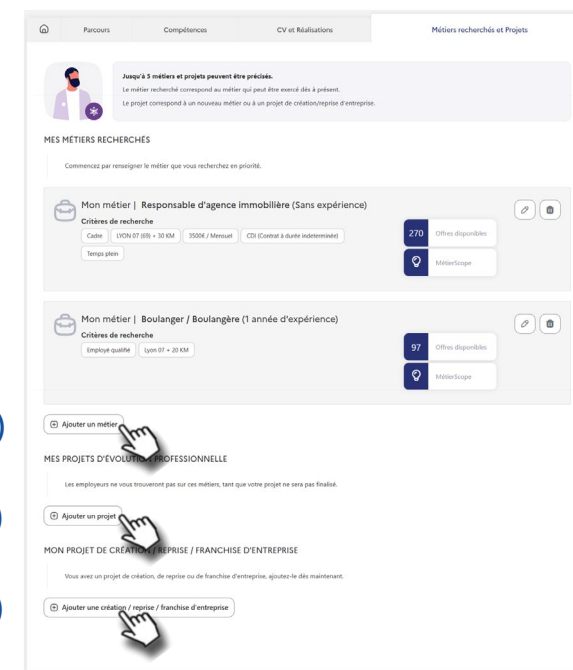 Parcours
Compétences
CV et Réalisations
Métiers recherchés et Projets
Jusqu'à 5 métiers et projets peuvent être précisés.
Le métier recherché correspond au métier qui peut être exercé dès à présent.
Le projet correspond à un nouveau métier ou à un projet de création/reprise d'entreprise.
MES MÉTIERS RECHERCHÉS
Commencez par renseigner le métier que vous recherchez en priorité.
Mon métier | Responsable d'agence immobilière (Sans expérience)
Critères de recherche
Cadre
LYON 07 (69) + 30 KM
3500€ / Mensuel
CDI (Contrat à durée indeterminée)
Temps plein
270 Offres disponibles
MétierScope
Mon métier | Boulanger / Boulangère (1 année d'expérience)
Critères de recherche
Employé qualifié
Lyon 07 + 20 KM
97 Offres disponibles
MétierScope
Ajouter un métier
MES PROJETS D'ÉVOLUTION PROFESSIONNELLE
Les employeurs ne vous trouveront pas sur ces métiers, tant que votre projet ne sera pas finalisé.
Ajouter un projet
MON PROJET DE CRÉATION / REPRISE / FRANCHISE D'ENTREPRISE
Vous avez un projet de création, de reprise ou de franchise d'entreprise, ajoutez-le dès maintenant.
Ajouter une création / reprise / franchise d'entreprise